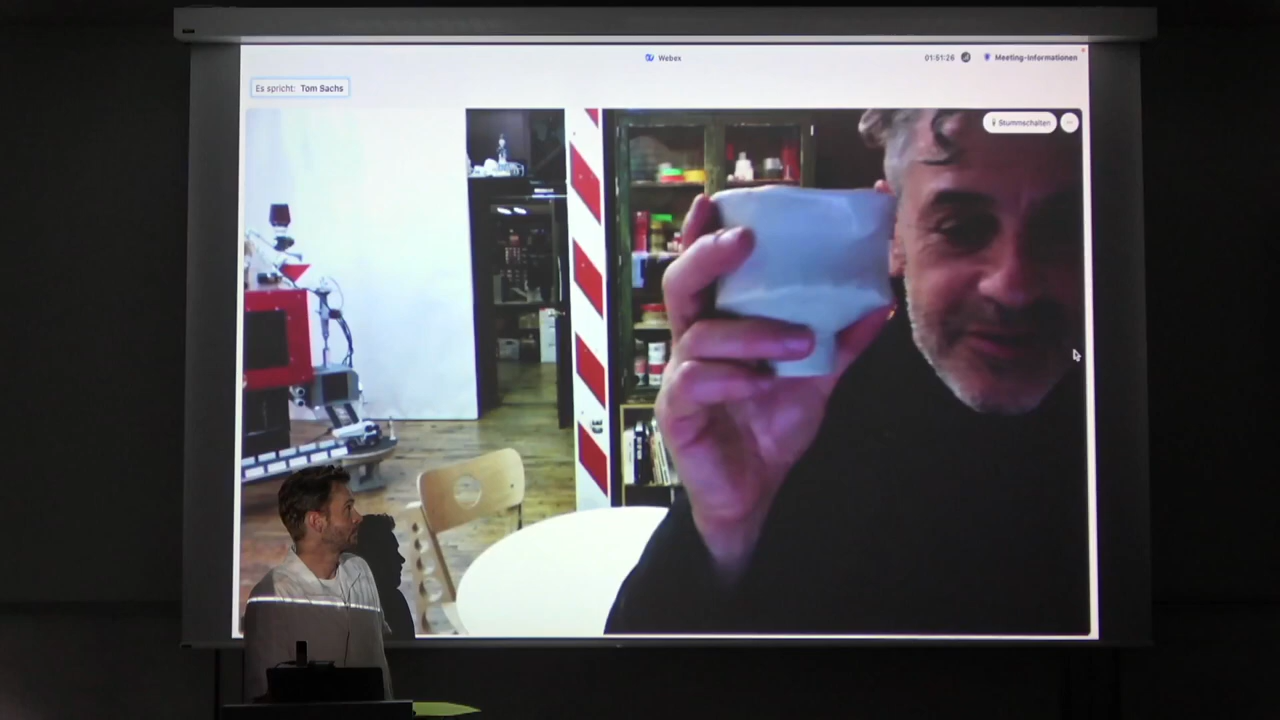 Webex
01:51:26
Meeting-Informationen
Es spricht: Tom Sachs
Stummschalten